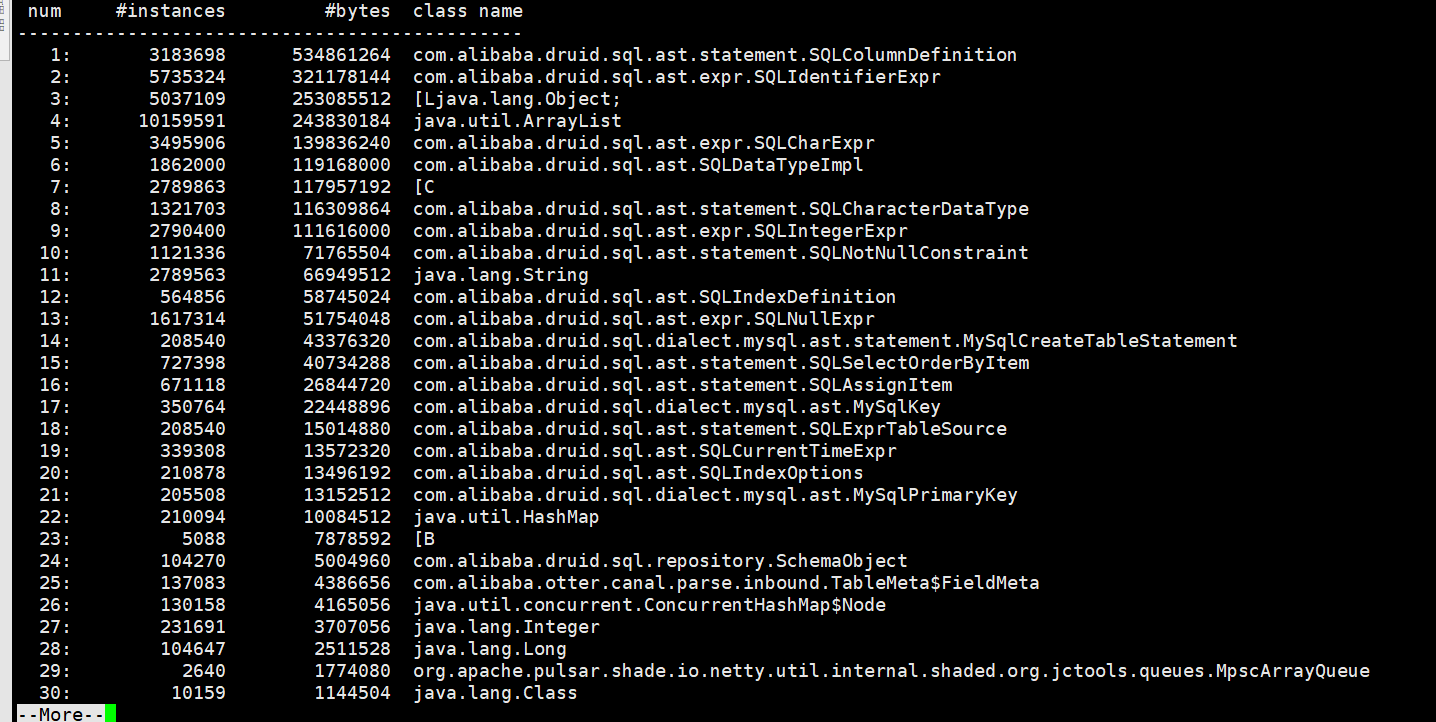 num     #instances         #bytes  class name
----------------------------------------------
   1:       3183698      534861264  com.alibaba.druid.sql.ast.statement.SQLColumnDefinition
   2:       5735324      321178144  com.alibaba.druid.sql.ast.expr.SQLIdentifierExpr
   3:       5037109      253085512  [Ljava.lang.Object;
   4:      10159591      243830184  java.util.ArrayList
   5:       3495906      139836240  com.alibaba.druid.sql.ast.expr.SQLCharExpr
   6:       1862000      119168000  com.alibaba.druid.sql.ast.SQLDataTypeImpl
   7:       2789863      117957192  [C
   8:       1321703      116309864  com.alibaba.druid.sql.ast.statement.SQLCharacterDataType
   9:       2790400      111616000  com.alibaba.druid.sql.ast.expr.SQLIntegerExpr
  10:       1121336       71765504  com.alibaba.druid.sql.ast.statement.SQLNotNullConstraint
  11:       2789563       66949512  java.lang.String
  12:        564856       58745024  com.alibaba.druid.sql.ast.SQLIndexDefinition
  13:       1617314       51754048  com.alibaba.druid.sql.ast.expr.SQLNullExpr
  14:        208540       43376320  com.alibaba.druid.sql.dialect.mysql.ast.statement.MySqlCreateTableStatement
  15:        727398       40734288  com.alibaba.druid.sql.ast.statement.SQLSelectOrderByItem
  16:        671118       26844720  com.alibaba.druid.sql.ast.statement.SQLAssignItem
  17:        350764       22448896  com.alibaba.druid.sql.dialect.mysql.ast.MySqlKey
  18:        208540       15014880  com.alibaba.druid.sql.ast.statement.SQLExprTableSource
  19:        339308       13572320  com.alibaba.druid.sql.ast.SQLCurrentTimeExpr
  20:        210878       13496192  com.alibaba.druid.sql.ast.SQLIndexOptions
  21:        205508       13152512  com.alibaba.druid.sql.dialect.mysql.ast.MySqlPrimaryKey
  22:        210094       10084512  java.util.HashMap
  23:          5088        7878592  [B
  24:        104270        5004960  com.alibaba.druid.sql.repository.SchemaObject
  25:        137083        4386656  com.alibaba.otter.canal.parse.inbound.TableMeta$FieldMeta
  26:        130158        4165056  java.util.concurrent.ConcurrentHashMap$Node
  27:        231691        3707056  java.lang.Integer
  28:        104647        2511528  java.lang.Long
  29:          2640        1774080  org.apache.pulsar.shade.io.netty.util.internal.shaded.org.jctools.queues.MpscArrayQueue
  30:         10159        1144504  java.lang.Class
--More--